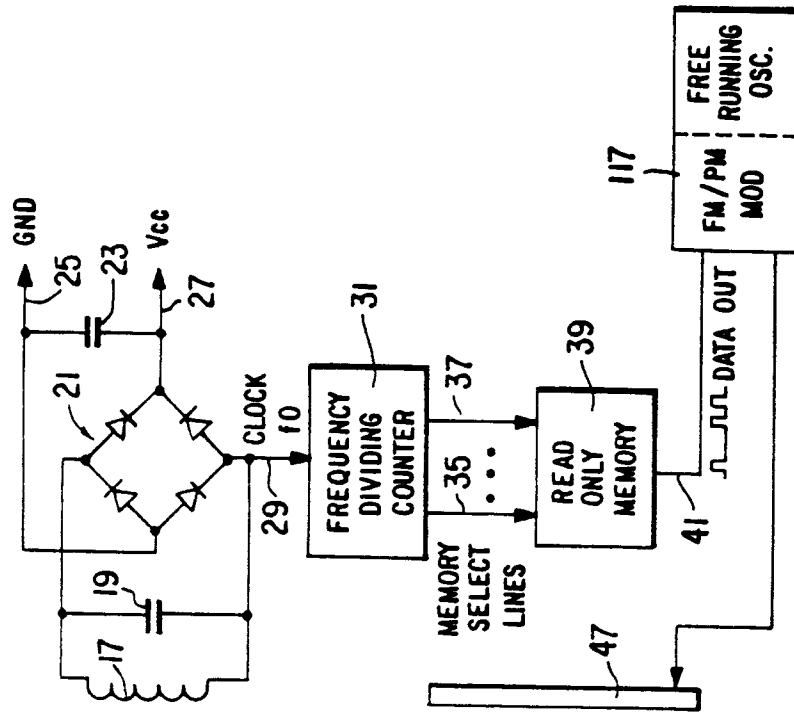 GND
25
23
Vcc
27
21
19
17
CLOCK
f0
29
31
FREQUENCY
DIVIDING
COUNTER
35
37
MEMORY
SELECT
LINES
39
READ
ONLY
MEMORY
41
DATA OUT
47
117
FM/PM
MOD
FREE
RUNNING
OSC.